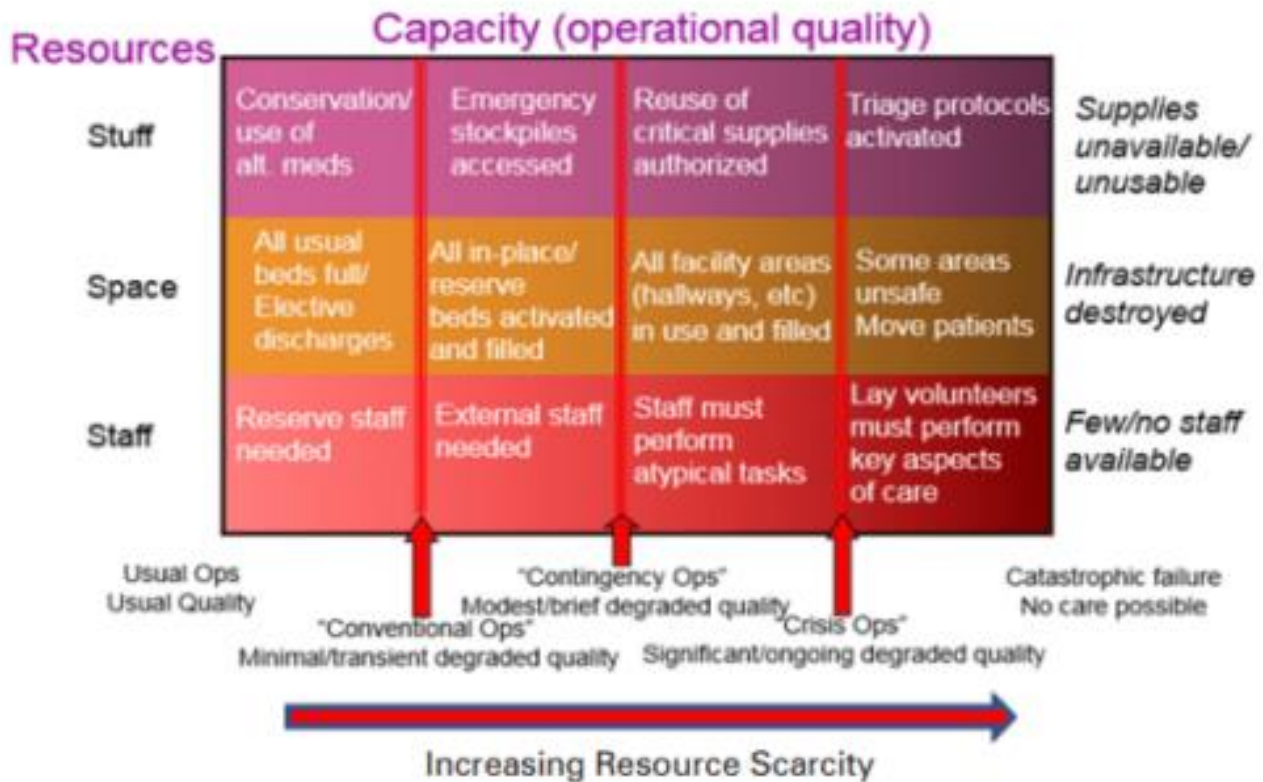 Capacity (operational quality)
Resources
Stuff
Conservation/
use of
alt. meds
Emergency
stockpiles
accessed
Reuse of
critical supplies
authorized
Triage protocols
activated
Supplies
unavailable/
unusable
Space
All usual
beds full/
Elective
discharges
All in-place/
reserve
beds activated
and filled
All facility areas
(hallways, etc)
in use and filled
Some areas
unsafe
Move patients
Infrastructure
destroyed
Staff
Reserve staff
needed
External staff
needed
Staff must
perform
atypical tasks
Lay volunteers
must perform
key aspects
of care
Few/no staff
available
Usual Ops
Usual Quality
"Conventional Ops"
Minimal/transient degraded quality
"Contingency Ops"
Modest/brief degraded quality
"Crisis Ops"
Significant/ongoing degraded quality
Catastrophic failure
No care possible
Increasing Resource Scarcity